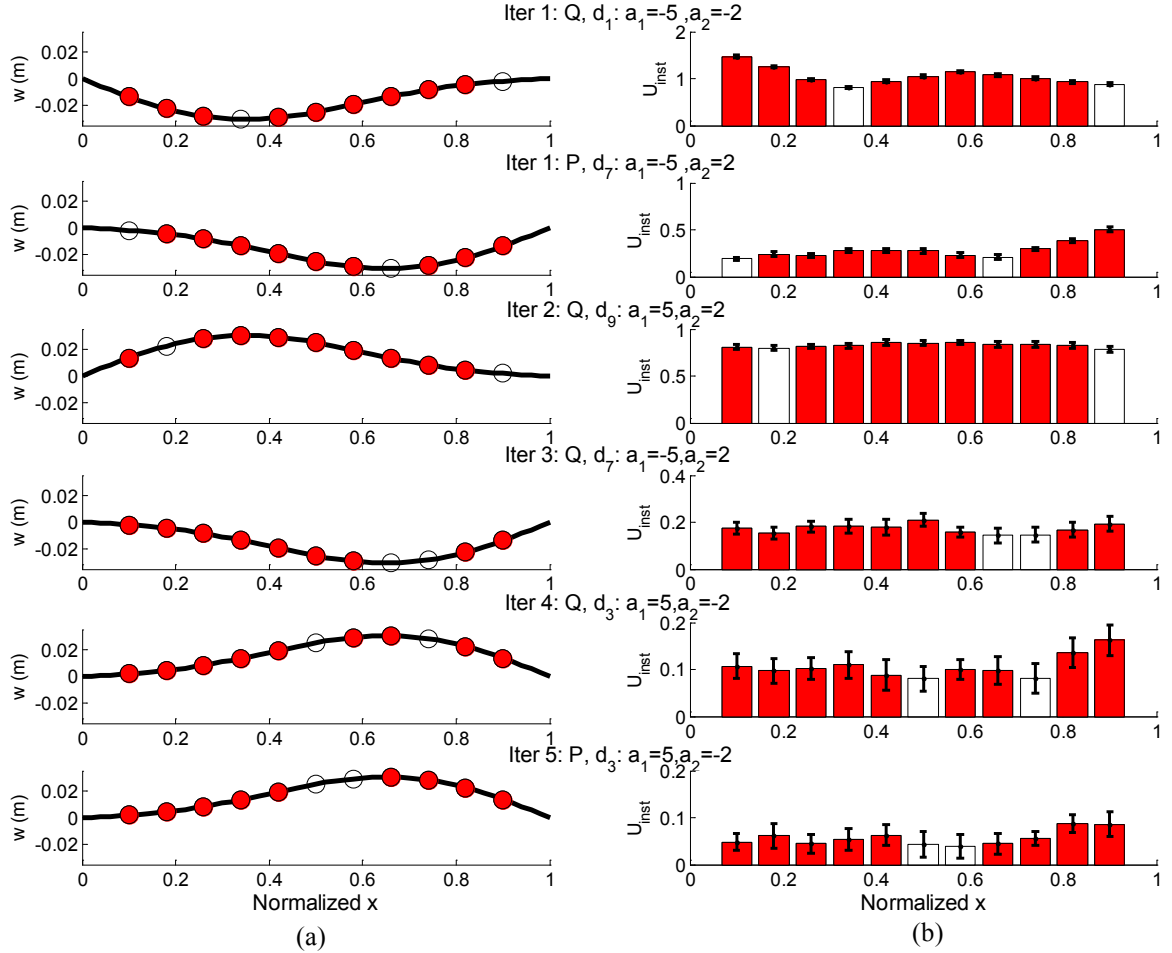 Iter 1: Q, d1: a1=-5 ,a2=-2
w (m)
0.02
0
-0.02
0 0.2 0.4 0.6 0.8 1
Uinst
2
1
0
0 0.2 0.4 0.6 0.8 1
Iter 1: P, d7: a1=-5 ,a2=2
w (m)
0.02
0
-0.02
0 0.2 0.4 0.6 0.8 1
Uinst
1
0.5
0
0 0.2 0.4 0.6 0.8 1
Iter 2: Q, d9: a1=5,a2=2
w (m)
0.02
0
-0.02
0 0.2 0.4 0.6 0.8 1
Uinst
1
0.5
0
0 0.2 0.4 0.6 0.8 1
Iter 3: Q, d7: a1=-5,a2=2
w (m)
0.02
0
-0.02
0 0.2 0.4 0.6 0.8 1
Uinst
0.4
0.2
0
0 0.2 0.4 0.6 0.8 1
Iter 4: Q, d3: a1=5,a2=-2
w (m)
0.02
0
-0.02
0 0.2 0.4 0.6 0.8 1
Uinst
0.2
0.1
0
0 0.2 0.4 0.6 0.8 1
Iter 5: P, d3: a1=5,a2=-2
w (m)
0.02
0
-0.02
0 0.2 0.4 0.6 0.8 1
Normalized x
(a)
Uinst
0.2
0.1
0
0 0.2 0.4 0.6 0.8 1
Normalized x
(b)